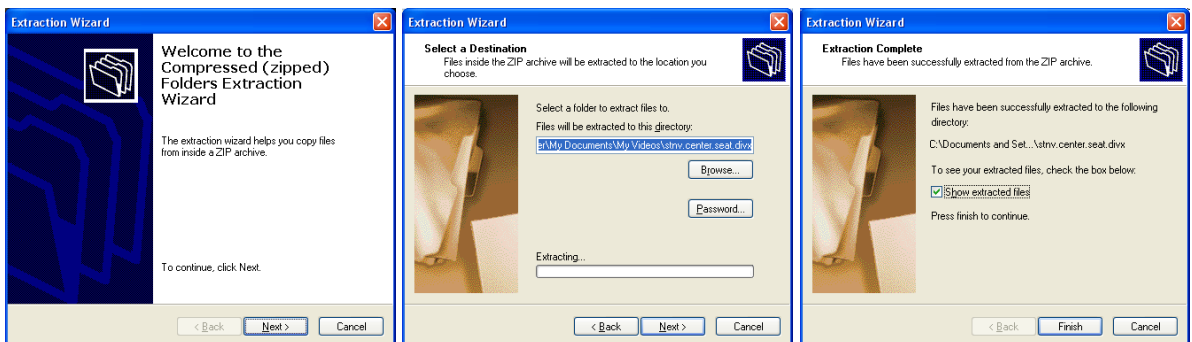 Extraction Wizard
Welcome to the
Compressed (zipped)
Folders Extraction
Wizard
The extraction wizard helps you copy files
from inside a ZIP archive.
To continue, click Next.
< Back
Next >
Cancel
Extraction Wizard
Select a Destination
Files inside the ZIP archive will be extracted to the location you
choose.
Select a folder to extract files to.
Files will be extracted to this directory:
er\My Documents\My Videos\stnv.center.seat.divx
Browse...
Password...
Extracting...
< Back
Next >
Cancel
Extraction Wizard
Extraction Complete
Files have been successfully extracted from the ZIP archive.
Files have been successfully extracted to the following
directory:
C:\Documents and Set...\stnv.center.seat.divx
To see your extracted files, check the box below:
Show extracted files
Press finish to continue.
< Back
Finish
Cancel